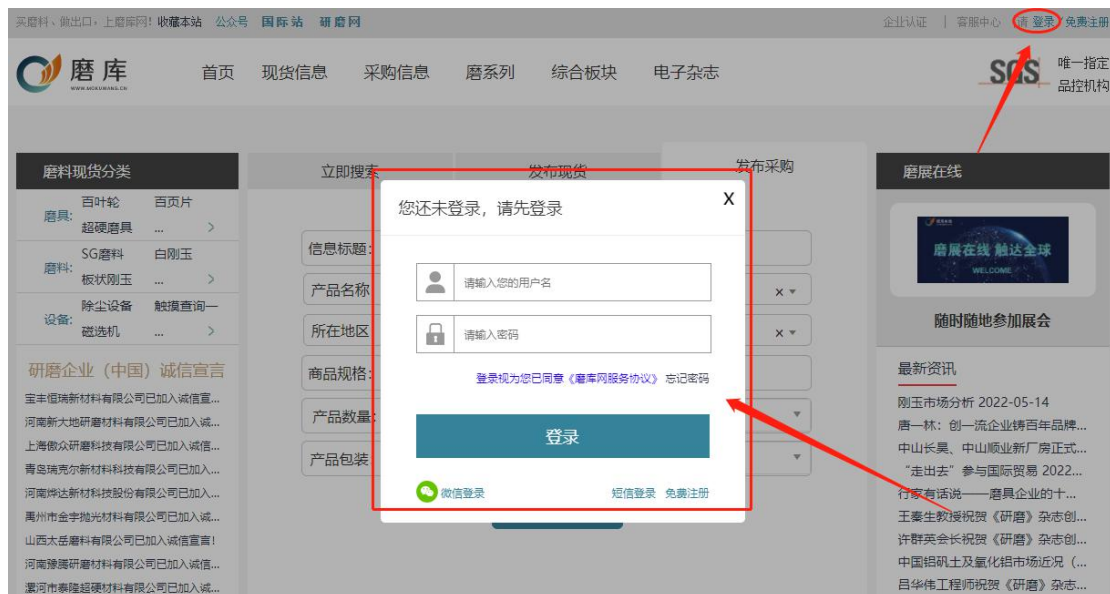 买磨料、做出口，上磨库网! 收藏本站 公众号 国际站 研磨网
企业认证 | 客服中心 请 登录/免费注册
磨库
WWW.MOKUWANG.CN
首页 现货信息 采购信息 磨系列 综合板块 电子杂志
SGS 唯一指定
品控机构
磨料现货分类
磨具: 百叶轮 百页片
超硬磨具 ... >
磨料: SG磨料 白刚玉
板状刚玉 ... >
设备: 除尘设备 触摸查询一
磁选机 ... >
研磨企业（中国）诚信宣言
宝丰恒瑞新材料有限公司已加入诚信宣...
河南新大地研磨材料有限公司已加入诚...
上海傲众研磨科技有限公司已加入诚信...
青岛瑞克尔新材料科技有限公司已加入...
河南烨达新材料科技股份有限公司已加入...
禹州市金宇抛光材料有限公司已加入诚...
山西太岳磨料有限公司已加入诚信宣言!
河南豫腾研磨材料有限公司已加入诚信...
漯河市泰隆超硬材料有限公司已加入诚...
立即搜索 发布现货 发布采购
信息标题:
产品名称
所在地区
商品规格:
产品数量:
产品包装
您还未登录，请先登录 X
请输入您的用户名
请输入密码
登录视为您已同意《磨库网服务协议》 忘记密码
登录
微信登录 短信登录 免费注册
磨展在线
磨展在线 触达全球
WELCOME
随时随地参加展会
最新资讯
刚玉市场分析 2022-05-14
唐一林：创一流企业铸百年品牌...
中山长昊、中山顺业新厂房正式...
“走出去”参与国际贸易 2022...
行家有话说——磨具企业的十...
王秦生教授祝贺《研磨》杂志创...
许群英会长祝贺《研磨》杂志创...
中国铝矾土及氧化铝市场近况（...
吕华伟工程师祝贺《研磨》杂志...